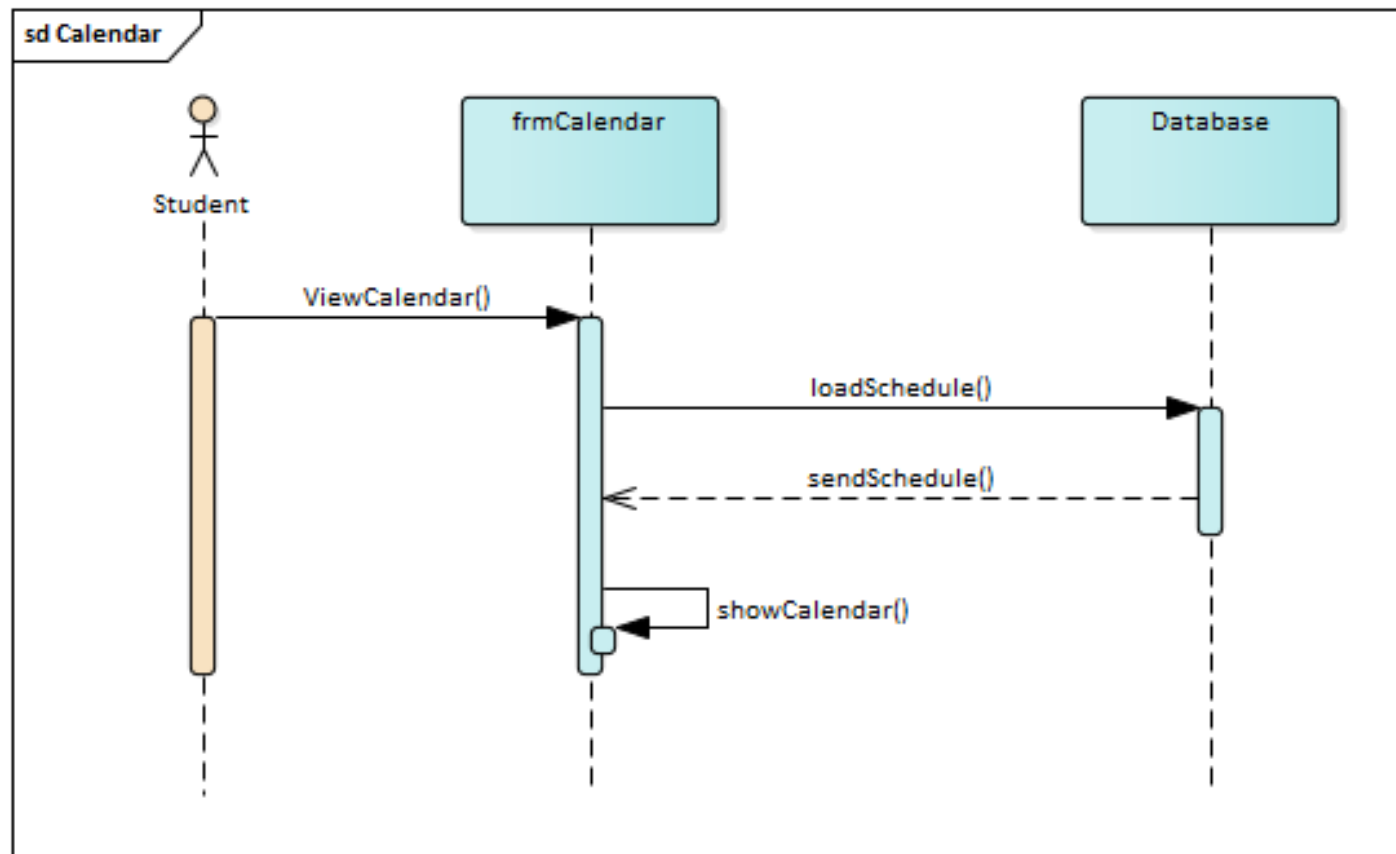 sd Calendar
frmCalendar
Database
Student
ViewCalendar()
loadSchedule()
sendSchedule()
showCalendar()